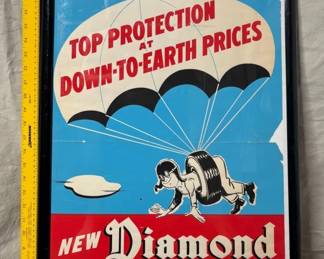 TOP PROTECTION
AT
DOWN-TO-EARTH PRICES
NEW Diamond